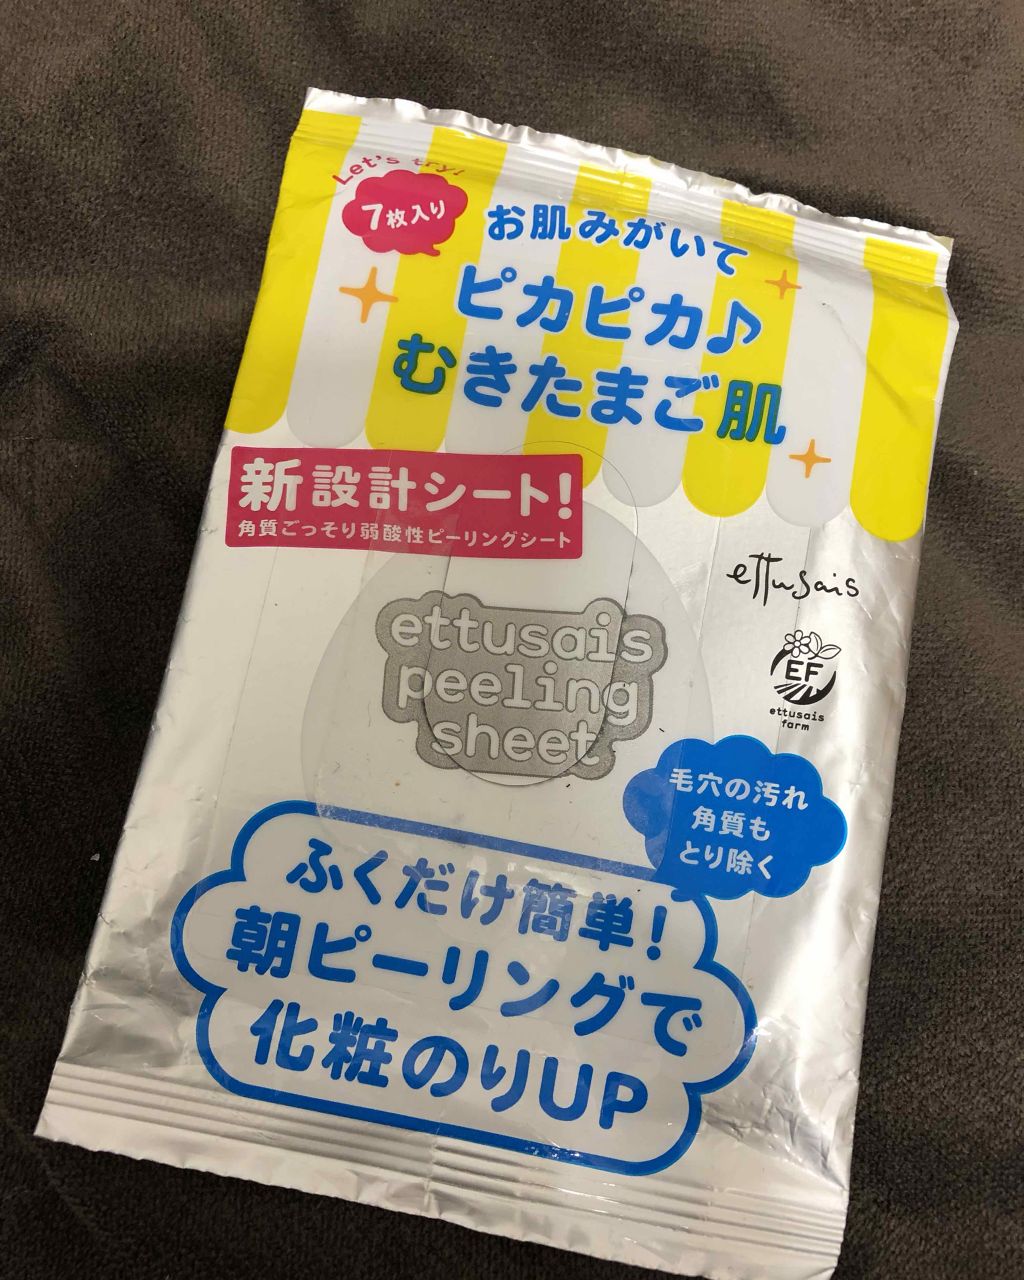 Let's try!
7枚入り
お肌みがいて
ピカピカ♪
むきたまご肌
新設計シート!
角質ごっそり弱酸性ピーリングシート
ettusais
EF
ettusais
farm
ettusais
peeling
sheet
毛穴の汚れ
角質も
とり除く
ふくだけ簡単!
朝ピーリングで
化粧のりUP